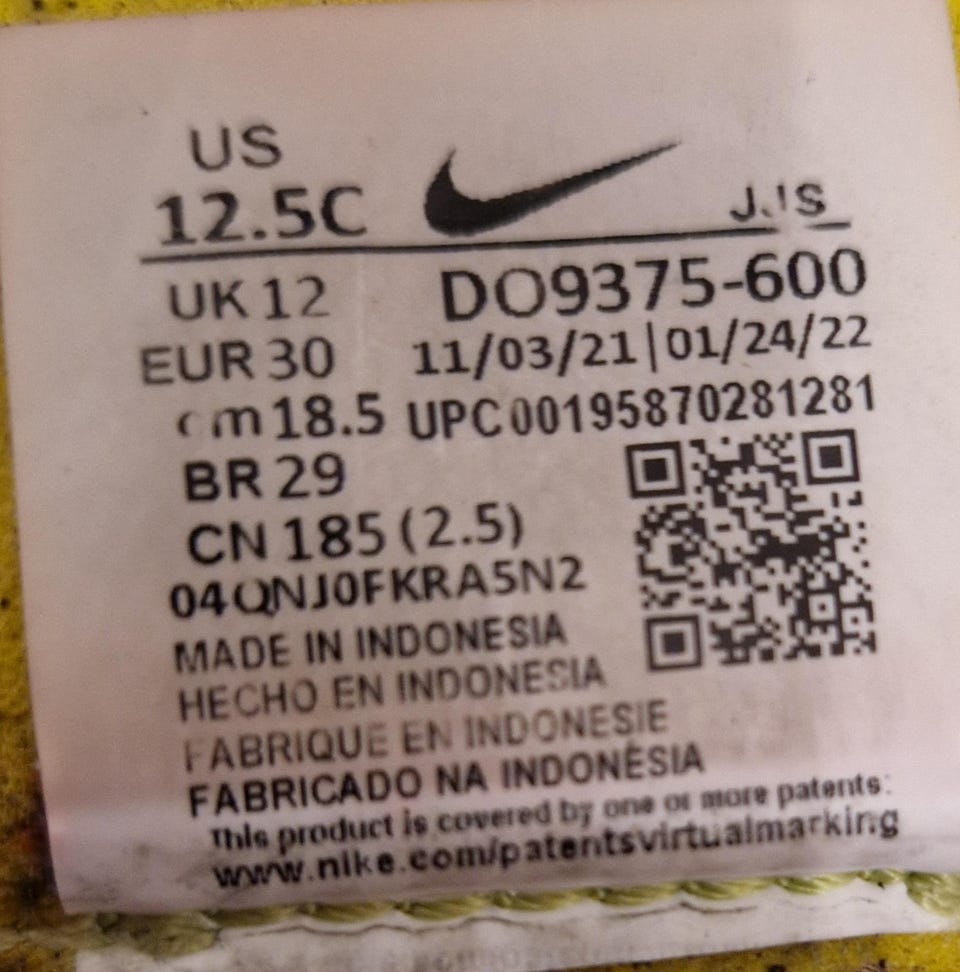 US
12.5C
JJS
UK 12 DO9375-600
EUR 30 11/03/21|01/24/22
cm 18.5 UPC 00195870281281
BR 29
CN 185 (2.5)
04QNJ0FKRA5N2
MADE IN INDONESIA
HECHO EN INDONESIA
FABRIQUE EN INDONESIE
FABRICADO NA INDONÉSIA
This product is covered by one or more patents:
www.nike.com/patentsvirtualmarking